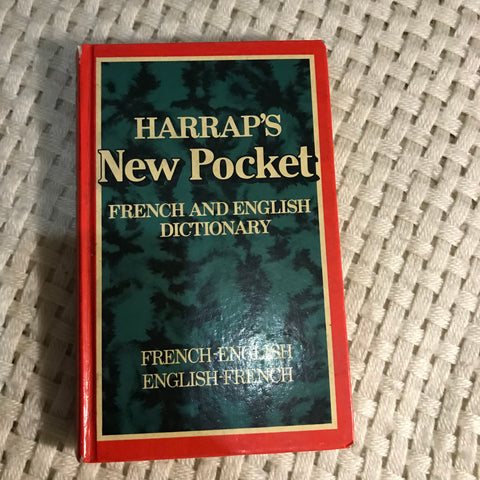 HARRAP'S
New Pocket
FRENCH AND ENGLISH
DICTIONARY
FRENCH-ENGLISH
ENGLISH-FRENCH